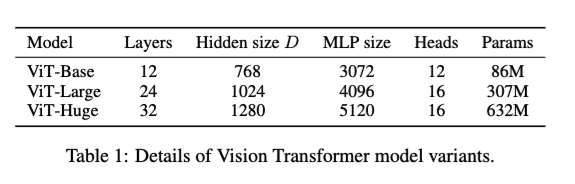 Model Layers Hidden size D MLP size Heads Params
ViT-Base 12 768 3072 12 86M
ViT-Large 24 1024 4096 16 307M
ViT-Huge 32 1280 5120 16 632M
Table 1: Details of Vision Transformer model variants.